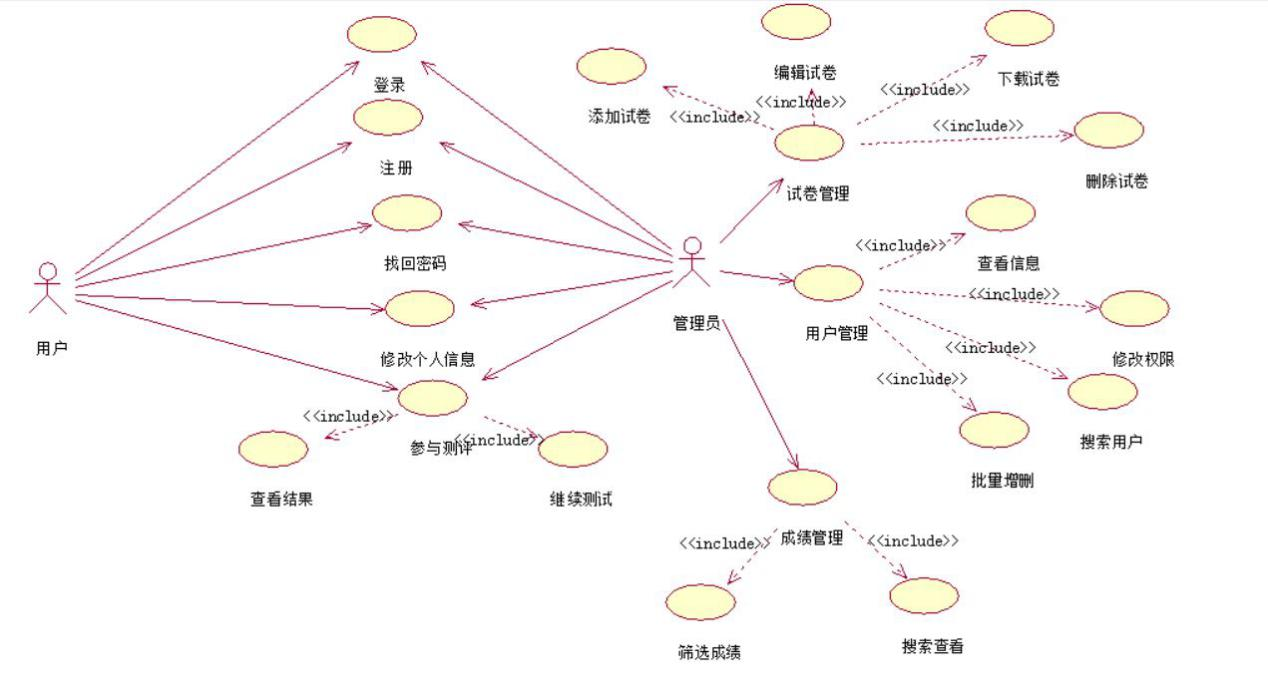 登录
注册
找回密码
修改个人信息
参与测评
<<include>>
<<include>>
查看结果
继续测试
用户
管理员
添加试卷
编辑试卷
下载试卷
<<include>>
<<include>>
<<include>>
<<include>>
试卷管理
删除试卷
<<include>>
查看信息
<<include>>
用户管理
修改权限
<<include>>
<<include>>
搜索用户
批量增删
<<include>>
成绩管理
<<include>>
筛选成绩
搜索查看